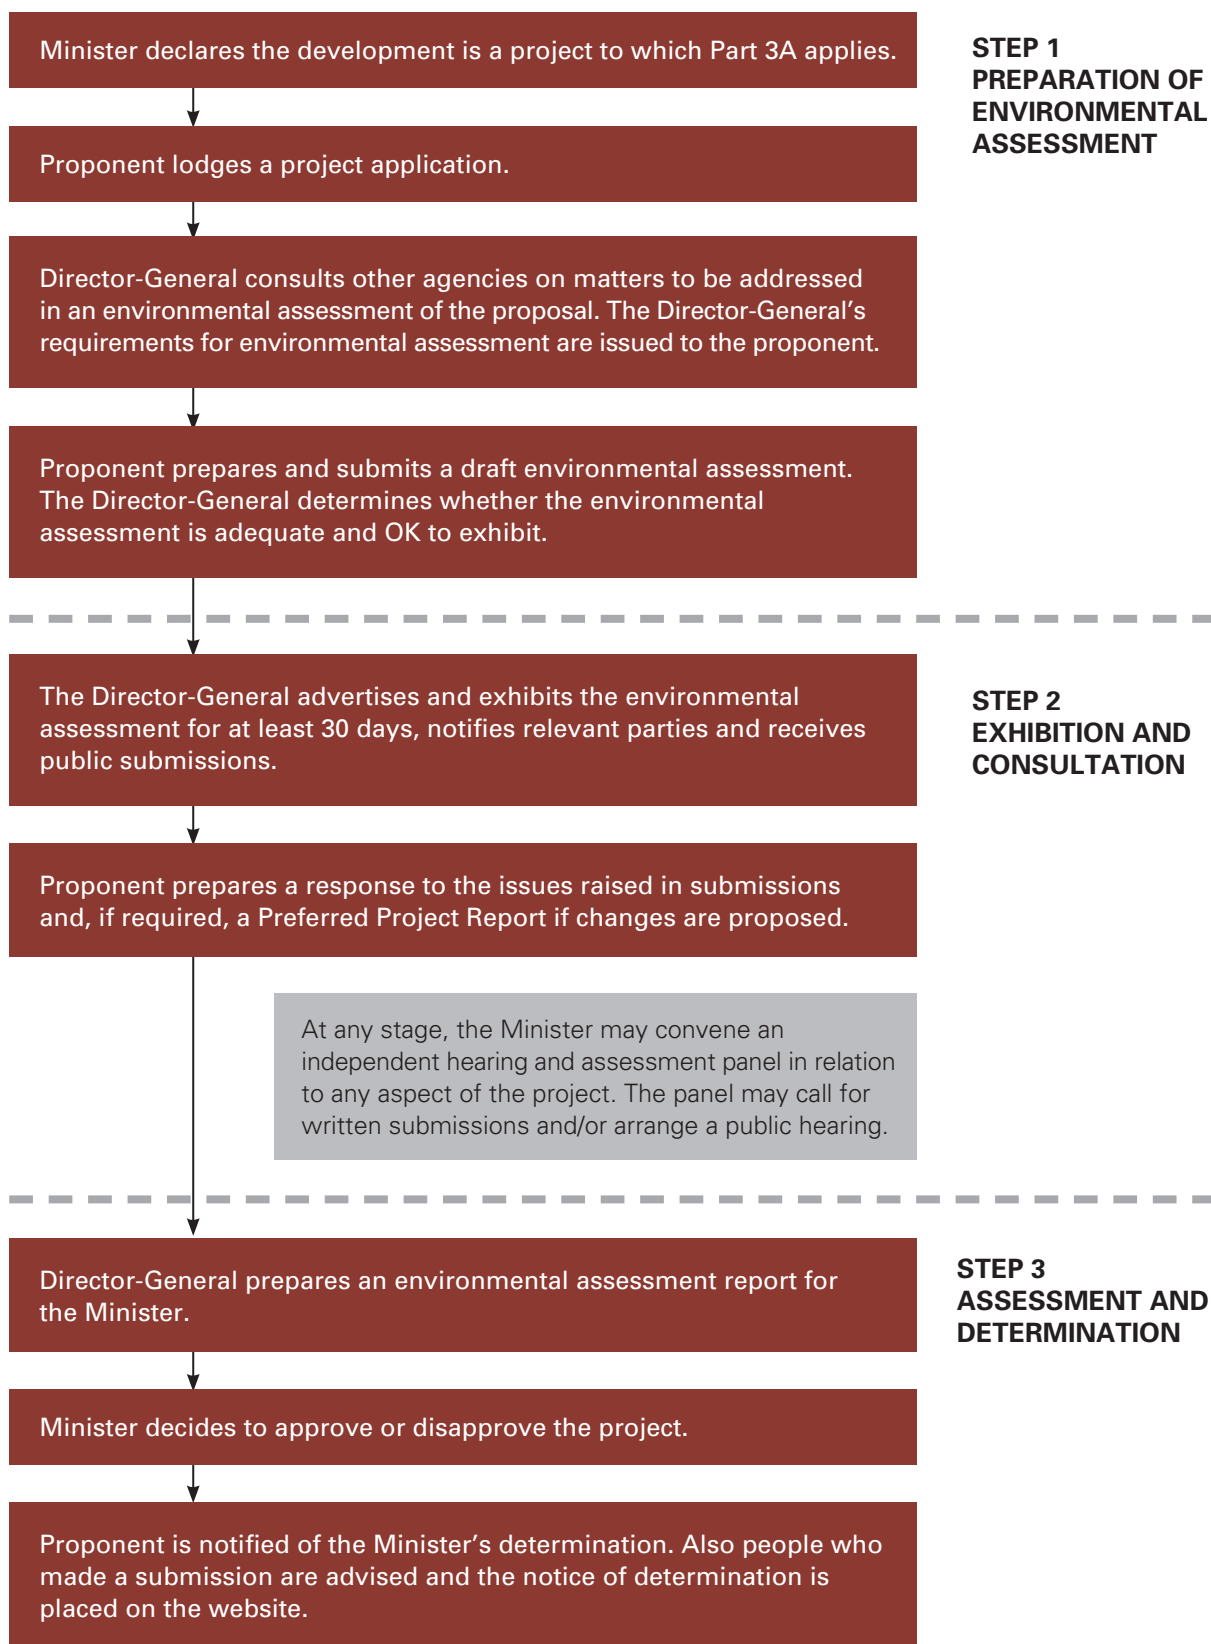 Minister declares the development is a project to which Part 3A applies.
STEP 1
PREPARATION OF
ENVIRONMENTAL
ASSESSMENT
Proponent lodges a project application.
Director-General consults other agencies on matters to be addressed
in an environmental assessment of the proposal. The Director-General’s
requirements for environmental assessment are issued to the proponent.
Proponent prepares and submits a draft environmental assessment.
The Director-General determines whether the environmental
assessment is adequate and OK to exhibit.
The Director-General advertises and exhibits the environmental
assessment for at least 30 days, notifies relevant parties and receives
public submissions.
STEP 2
EXHIBITION AND
CONSULTATION
Proponent prepares a response to the issues raised in submissions
and, if required, a Preferred Project Report if changes are proposed.
At any stage, the Minister may convene an
independent hearing and assessment panel in relation
to any aspect of the project. The panel may call for
written submissions and/or arrange a public hearing.
Director-General prepares an environmental assessment report for
the Minister.
STEP 3
ASSESSMENT AND
DETERMINATION
Minister decides to approve or disapprove the project.
Proponent is notified of the Minister’s determination. Also people who
made a submission are advised and the notice of determination is
placed on the website.